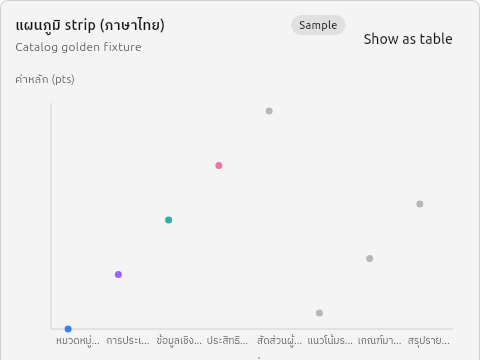 แผนภูมิ strip (ภาษาไทย)
Sample
Show as table
Catalog golden fixture
ค่าหลัก (pts)
หมวดหมู่... การประเ... ข้อมูลเชิง... ประสิทธิ... สัดส่วนผู้... แนวโน้มร... เกณฑ์มา... สรุปราย...